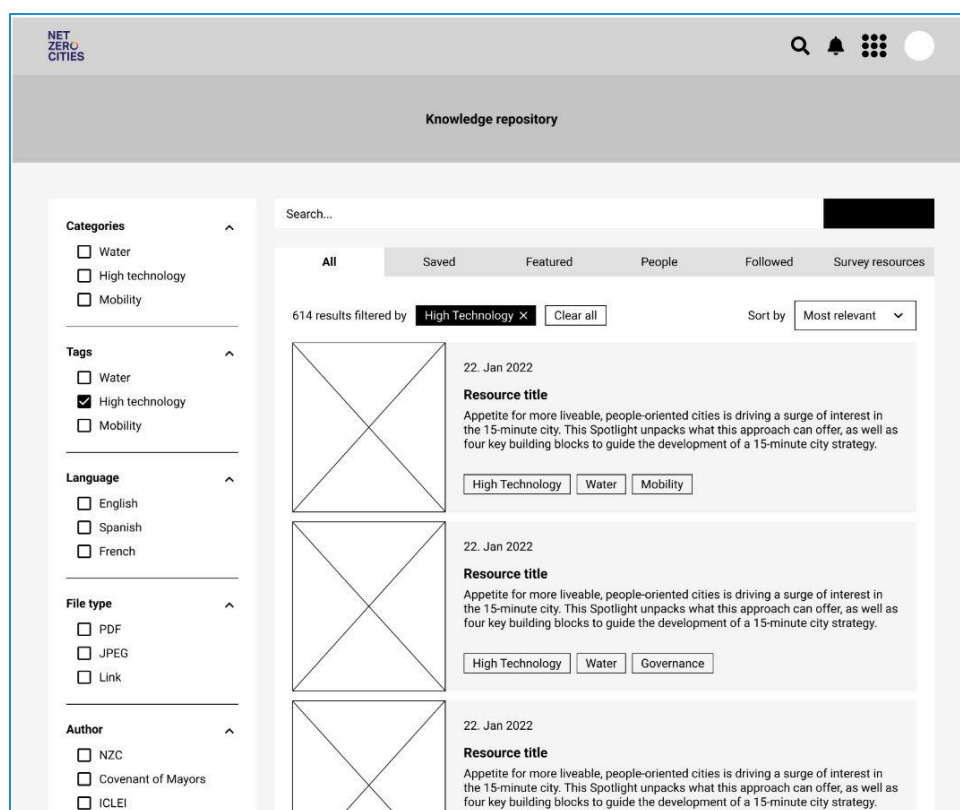 NET
ZERO
CITIES
Knowledge repository
Categories
Water
High technology
Mobility
Tags
Water
High technology
Mobility
Language
English
Spanish
French
File type
PDF
JPEG
Link
Author
NZC
Covenant of Mayors
ICLEI
Search...
All Saved Featured People Followed Survey resources
614 results filtered by High Technology Clear all Sort by Most relevant
22. Jan 2022
Resource title
Appetite for more liveable, people-oriented cities is driving a surge of interest in
the 15-minute city. This Spotlight unpacks what this approach can offer, as well as
four key building blocks to guide the development of a 15-minute city strategy.
High Technology Water Mobility
22. Jan 2022
Resource title
Appetite for more liveable, people-oriented cities is driving a surge of interest in
the 15-minute city. This Spotlight unpacks what this approach can offer, as well as
four key building blocks to guide the development of a 15-minute city strategy.
High Technology Water Governance
22. Jan 2022
Resource title
Appetite for more liveable, people-oriented cities is driving a surge of interest in
the 15-minute city. This Spotlight unpacks what this approach can offer, as well as
four key building blocks to guide the development of a 15-minute city strategy.